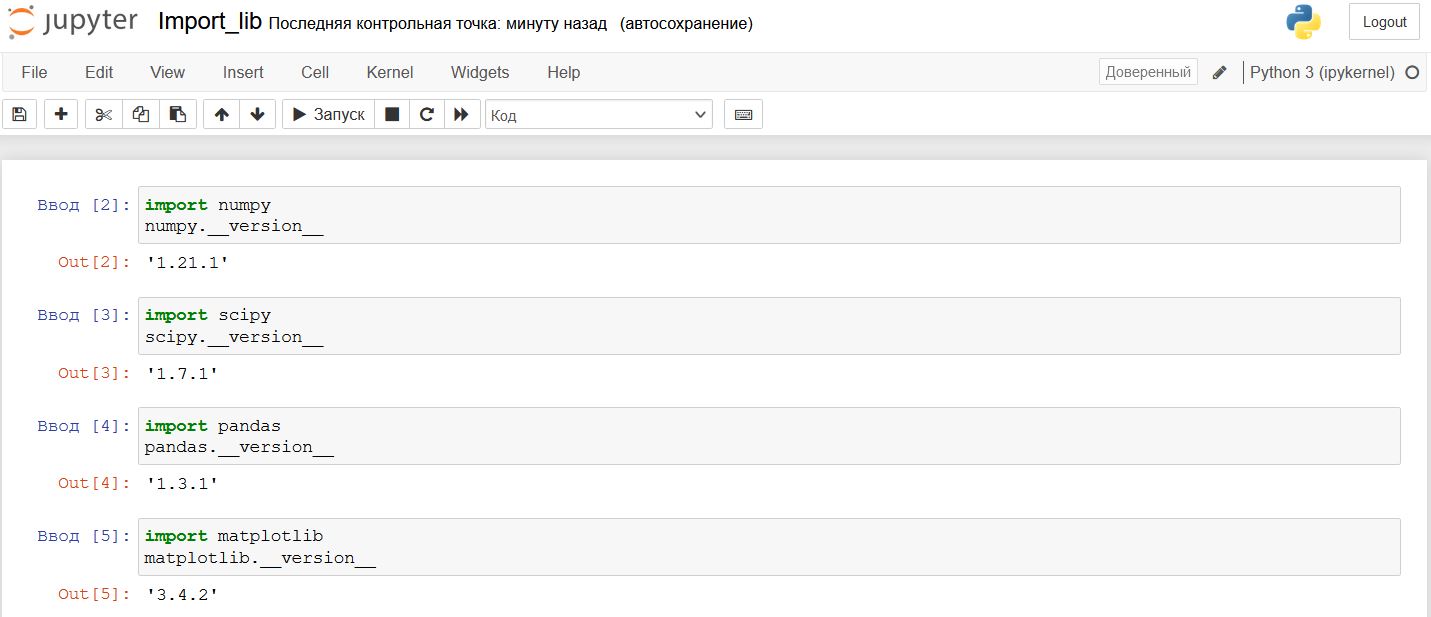 jupyter Import_lib Последняя контрольная точка: минуту назад (автосохранение) Logout
File Edit View Insert Cell Kernel Widgets Help Доверенный Python 3 (ipykernel)
Запуск Код
Ввод [2]: import numpy
numpy.__version__
Out[2]: '1.21.1'
Ввод [3]: import scipy
scipy.__version__
Out[3]: '1.7.1'
Ввод [4]: import pandas
pandas.__version__
Out[4]: '1.3.1'
Ввод [5]: import matplotlib
matplotlib.__version__
Out[5]: '3.4.2'